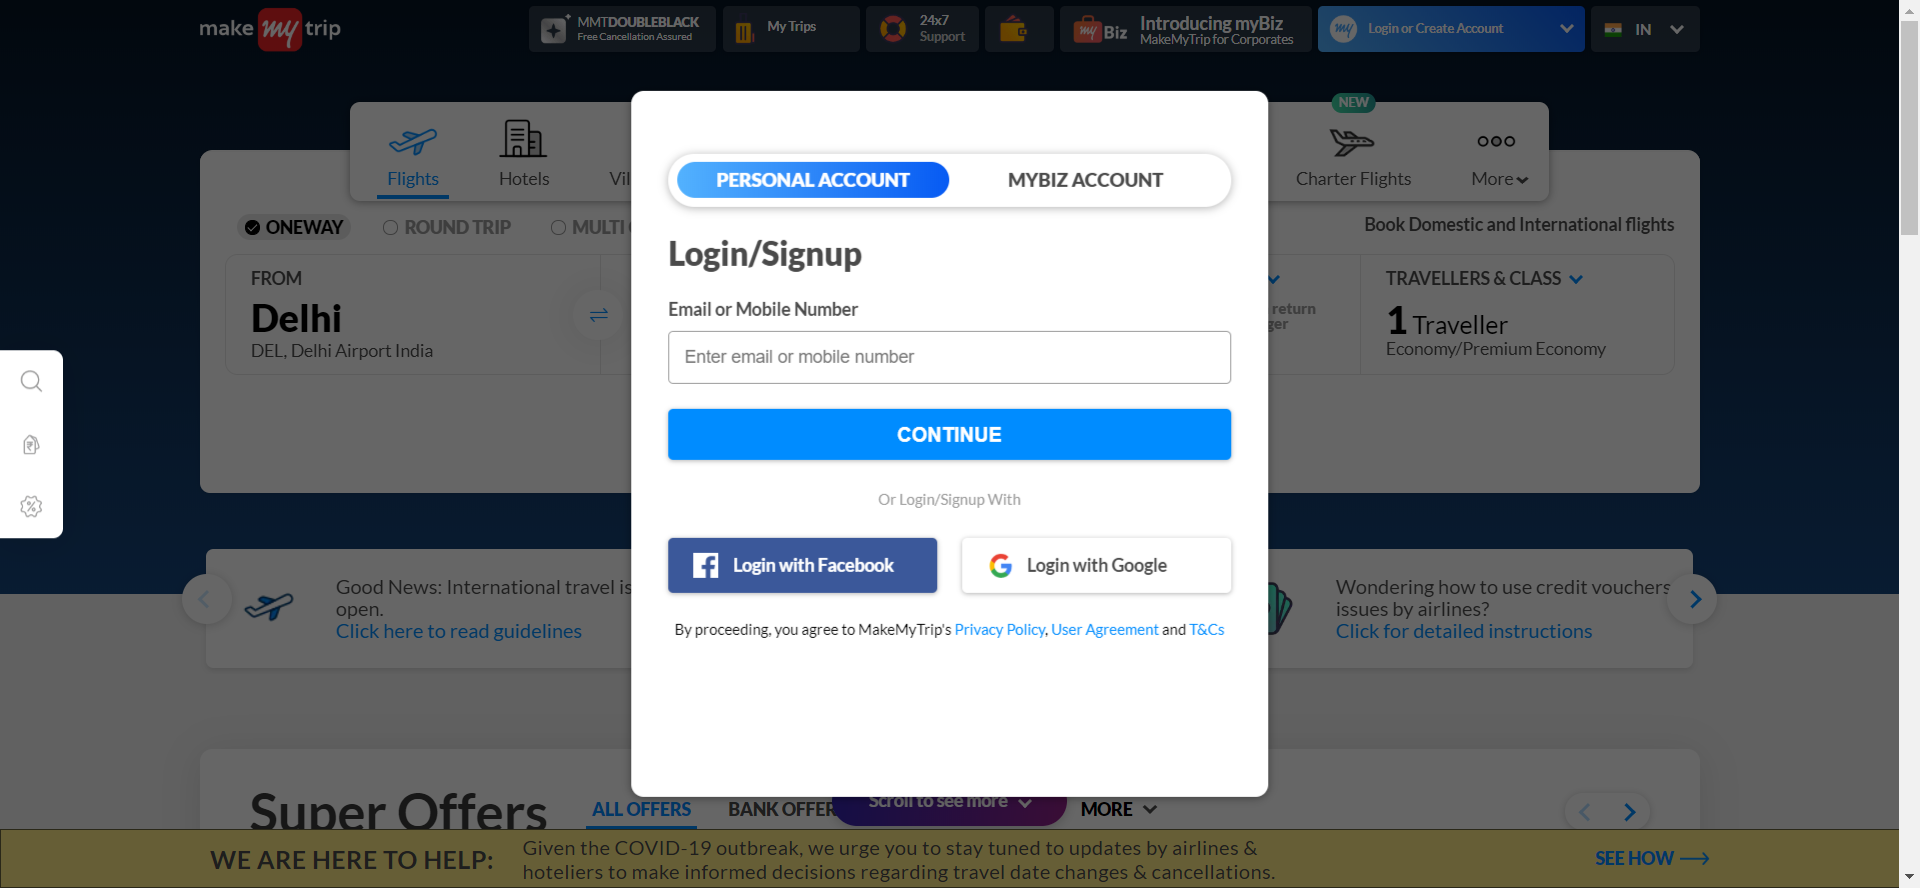 make my trip
MMTDOUBLEBLACK
Free Cancellation Assured
My Trips
24x7
Support
my Biz
Introducing myBiz
MakeMyTrip for Corporates
my
Login or Create Account
IN
NEW
Flights
Hotels
Vil
Charter Flights
More
ONEWAY
ROUND TRIP
MULTI
Book Domestic and International flights
FROM
Delhi
DEL, Delhi Airport India
return
ger
TRAVELLERS & CLASS
1 Traveller
Economy/Premium Economy
PERSONAL ACCOUNT
MYBIZ ACCOUNT
Login/Signup
Email or Mobile Number
Enter email or mobile number
CONTINUE
Or Login/Signup With
Login with Facebook
Login with Google
By proceeding, you agree to MakeMyTrip's Privacy Policy, User Agreement and T&Cs
Good News: International travel is
open.
Click here to read guidelines
Wondering how to use credit vouchers
issues by airlines?
Click for detailed instructions
Super Offers
ALL OFFERS
BANK OFFER
Scroll to see more
MORE
WE ARE HERE TO HELP:
Given the COVID-19 outbreak, we urge you to stay tuned to updates by airlines &
hoteliers to make informed decisions regarding travel date changes & cancellations.
SEE HOW